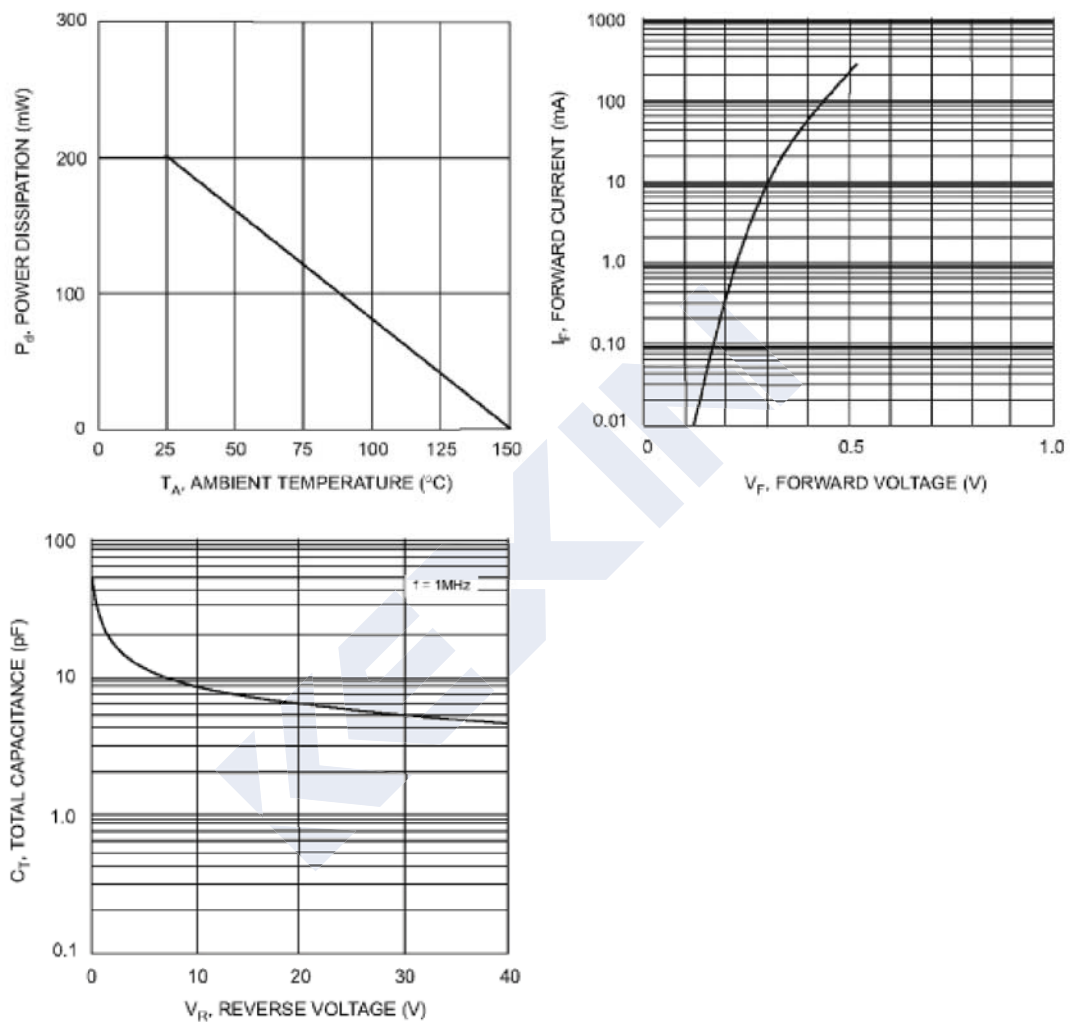 300
200
100
0
0 25 50 75 100 125 150
P_d, POWER DISSIPATION (mW)
T_A, AMBIENT TEMPERATURE (°C)
1000
100
10
1.0
0.10
0.01
0 0.5 1.0
I_F, FORWARD CURRENT (mA)
V_F, FORWARD VOLTAGE (V)
100
10
1.0
0.1
0 10 20 30 40
f = 1MHz
C_T, TOTAL CAPACITANCE (pF)
V_R, REVERSE VOLTAGE (V)
KEXIN